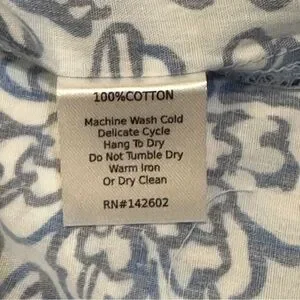 100%COTTON
Machine Wash Cold
Delicate Cycle
Hang To Dry
Do Not Tumble Dry
Warm Iron
Or Dry Clean
RN#142602